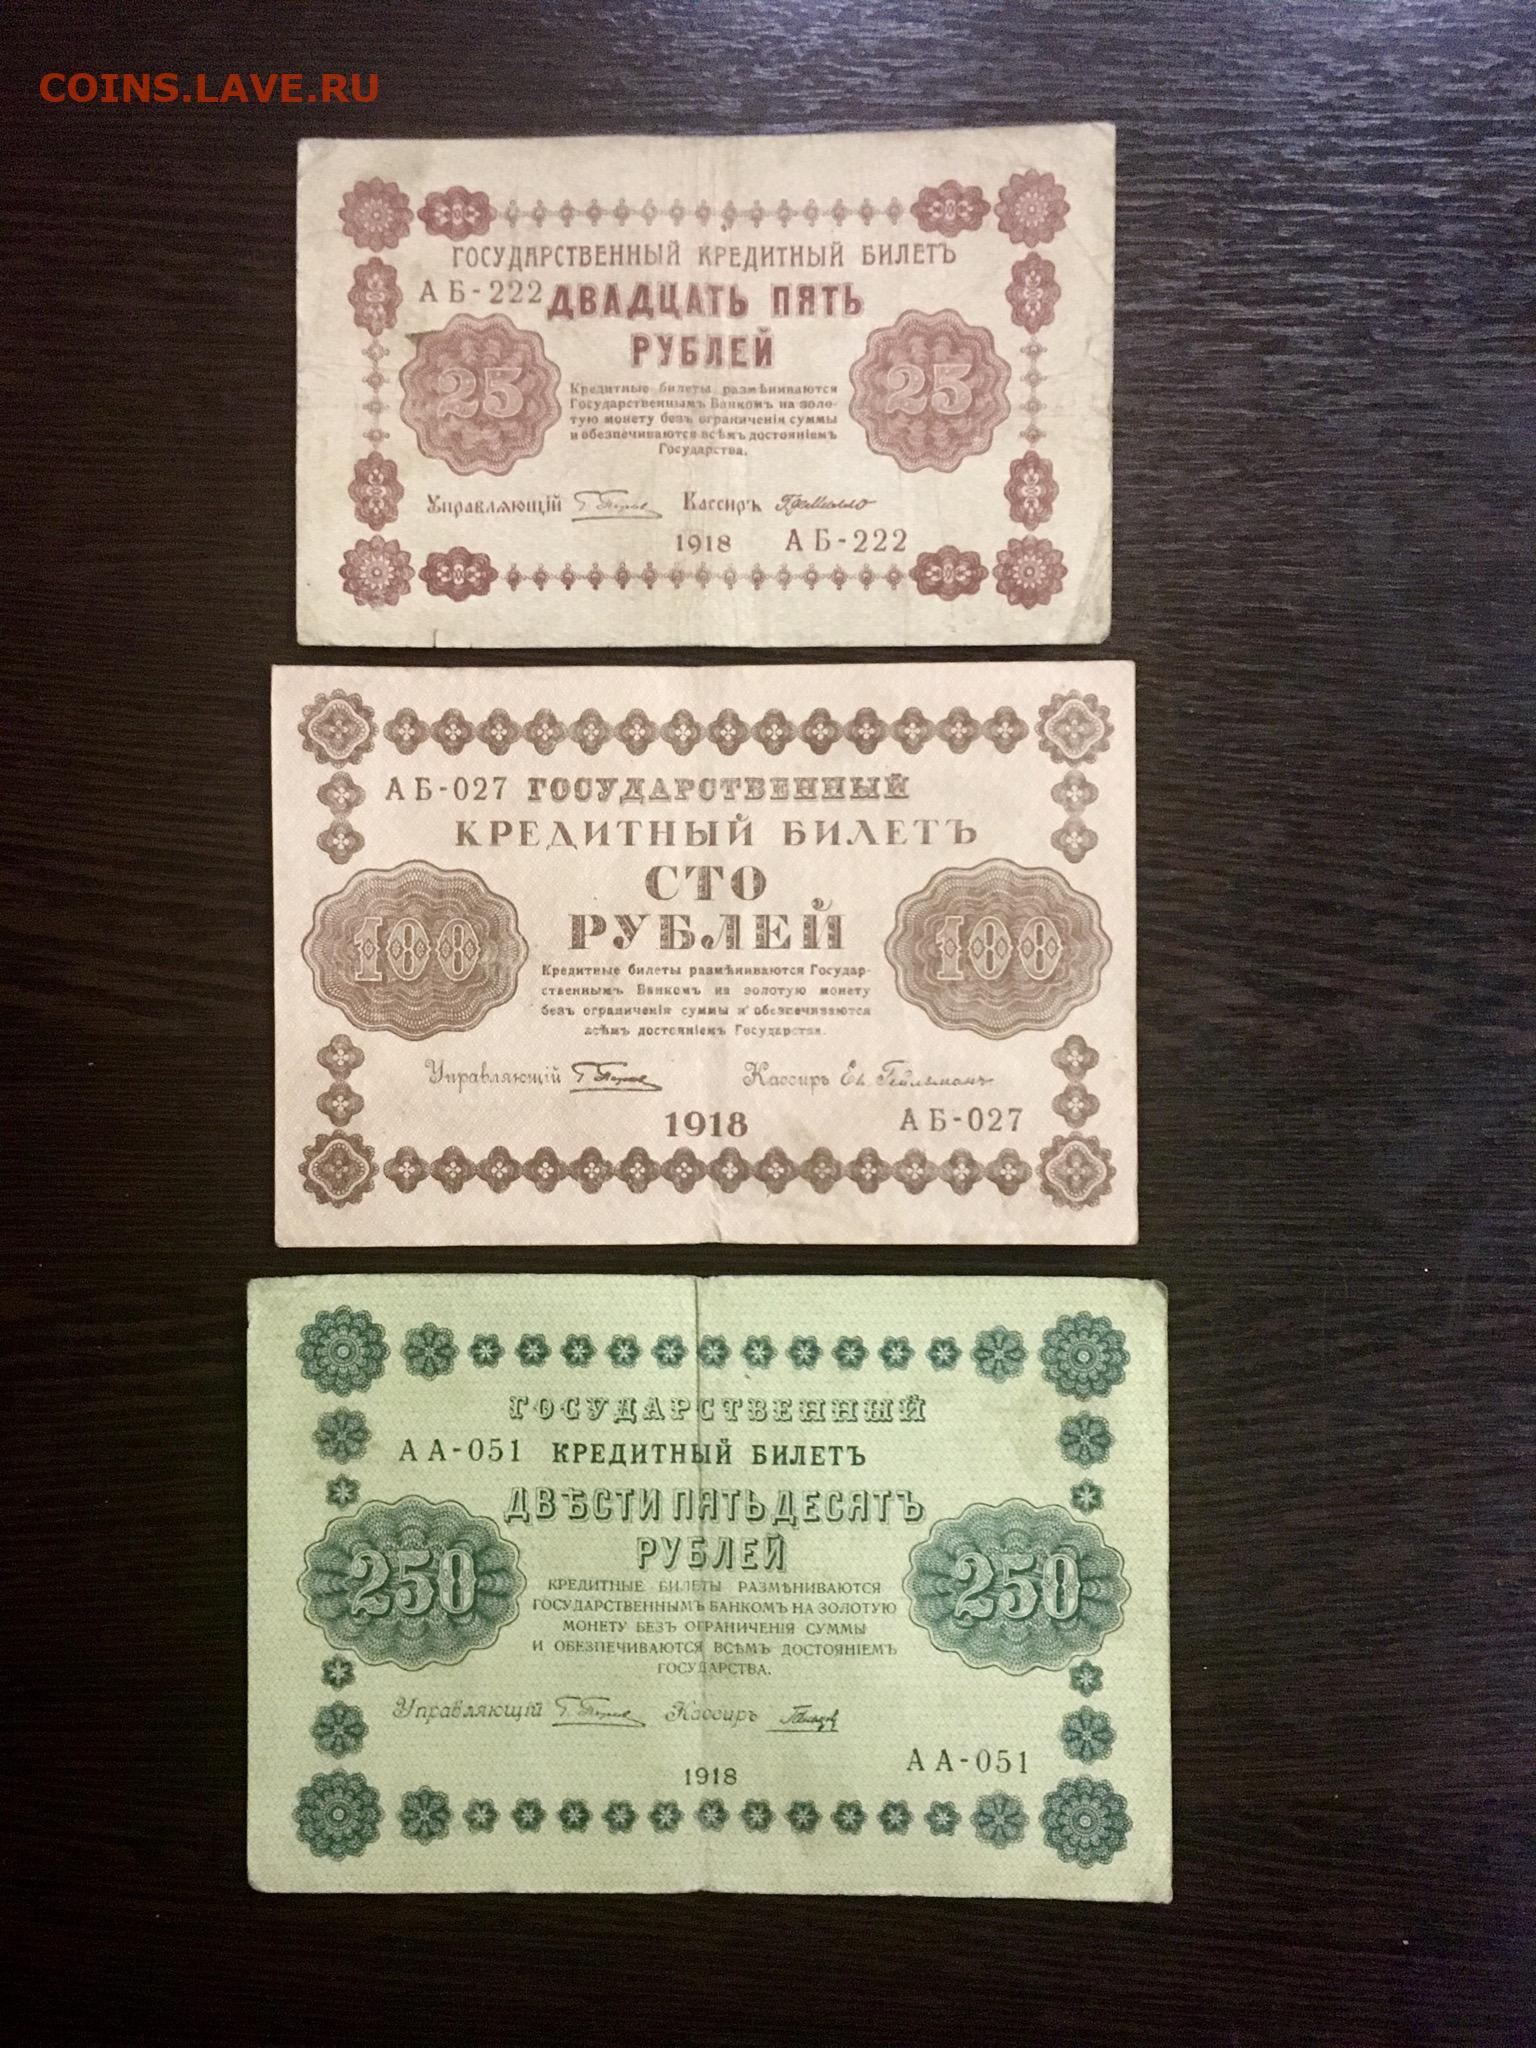 COINS.LAVE.RU
ГОСУДАРСТВЕННЫЙ КРЕДИТНЫЙ БИЛЕТЪ
АБ-222 ДВАДЦАТЬ ПЯТЬ
РУБЛЕЙ
25
Кредитные билеты размѣниваются
Государственнымъ Банкомъ на золо-
тую монету безъ ограниченія суммы
и обезпечиваются всѣмъ достояніемъ
Государства.
25
Управляющій Кассиръ
1918 АБ-222
АБ-027 ГОСУДАРСТВЕННЫЙ
КРЕДИТНЫЙ БИЛЕТЪ
СТО
РУБЛЕЙ
100 100
Кредитные билеты размѣниваются Государ-
ственнымъ Банкомъ на золотую монету
безъ ограниченія суммы и обезпечиваются
всѣмъ достояніемъ Государства.
Управляющій Кассиръ
1918 АБ-027
ГОСУДАРСТВЕННЫЙ
АА-051 КРЕДИТНЫЙ БИЛЕТЪ
ДВѢСТИ ПЯТЬДЕСЯТЪ
РУБЛЕЙ
250 250
КРЕДИТНЫЕ БИЛЕТЫ РАЗМѢНИВАЮТСЯ
ГОСУДАРСТВЕННЫМЪ БАНКОМЪ НА ЗОЛОТУЮ
МОНЕТУ БЕЗЪ ОГРАНИЧЕНІЯ СУММЫ
И ОБЕЗПЕЧИВАЮТСЯ ВСѢМЪ ДОСТОЯНІЕМЪ
ГОСУДАРСТВА.
Управляющій Кассиръ
АА-051
1918